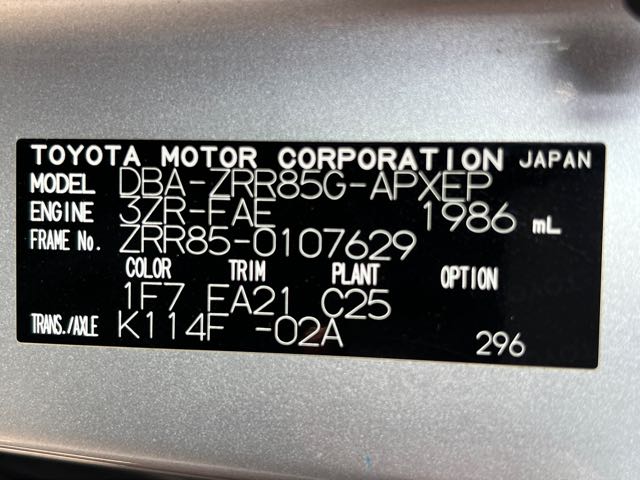 TOYOTA MOTOR CORPORATION JAPAN
MODEL DBA-ZRR85G-APXEP
ENGINE 3ZR-FAE 1986 mL
FRAME No. ZRR85-0107629
COLOR TRIM PLANT OPTION
1F7 FA21 C25
TRANS./AXLE K114F -02A 296